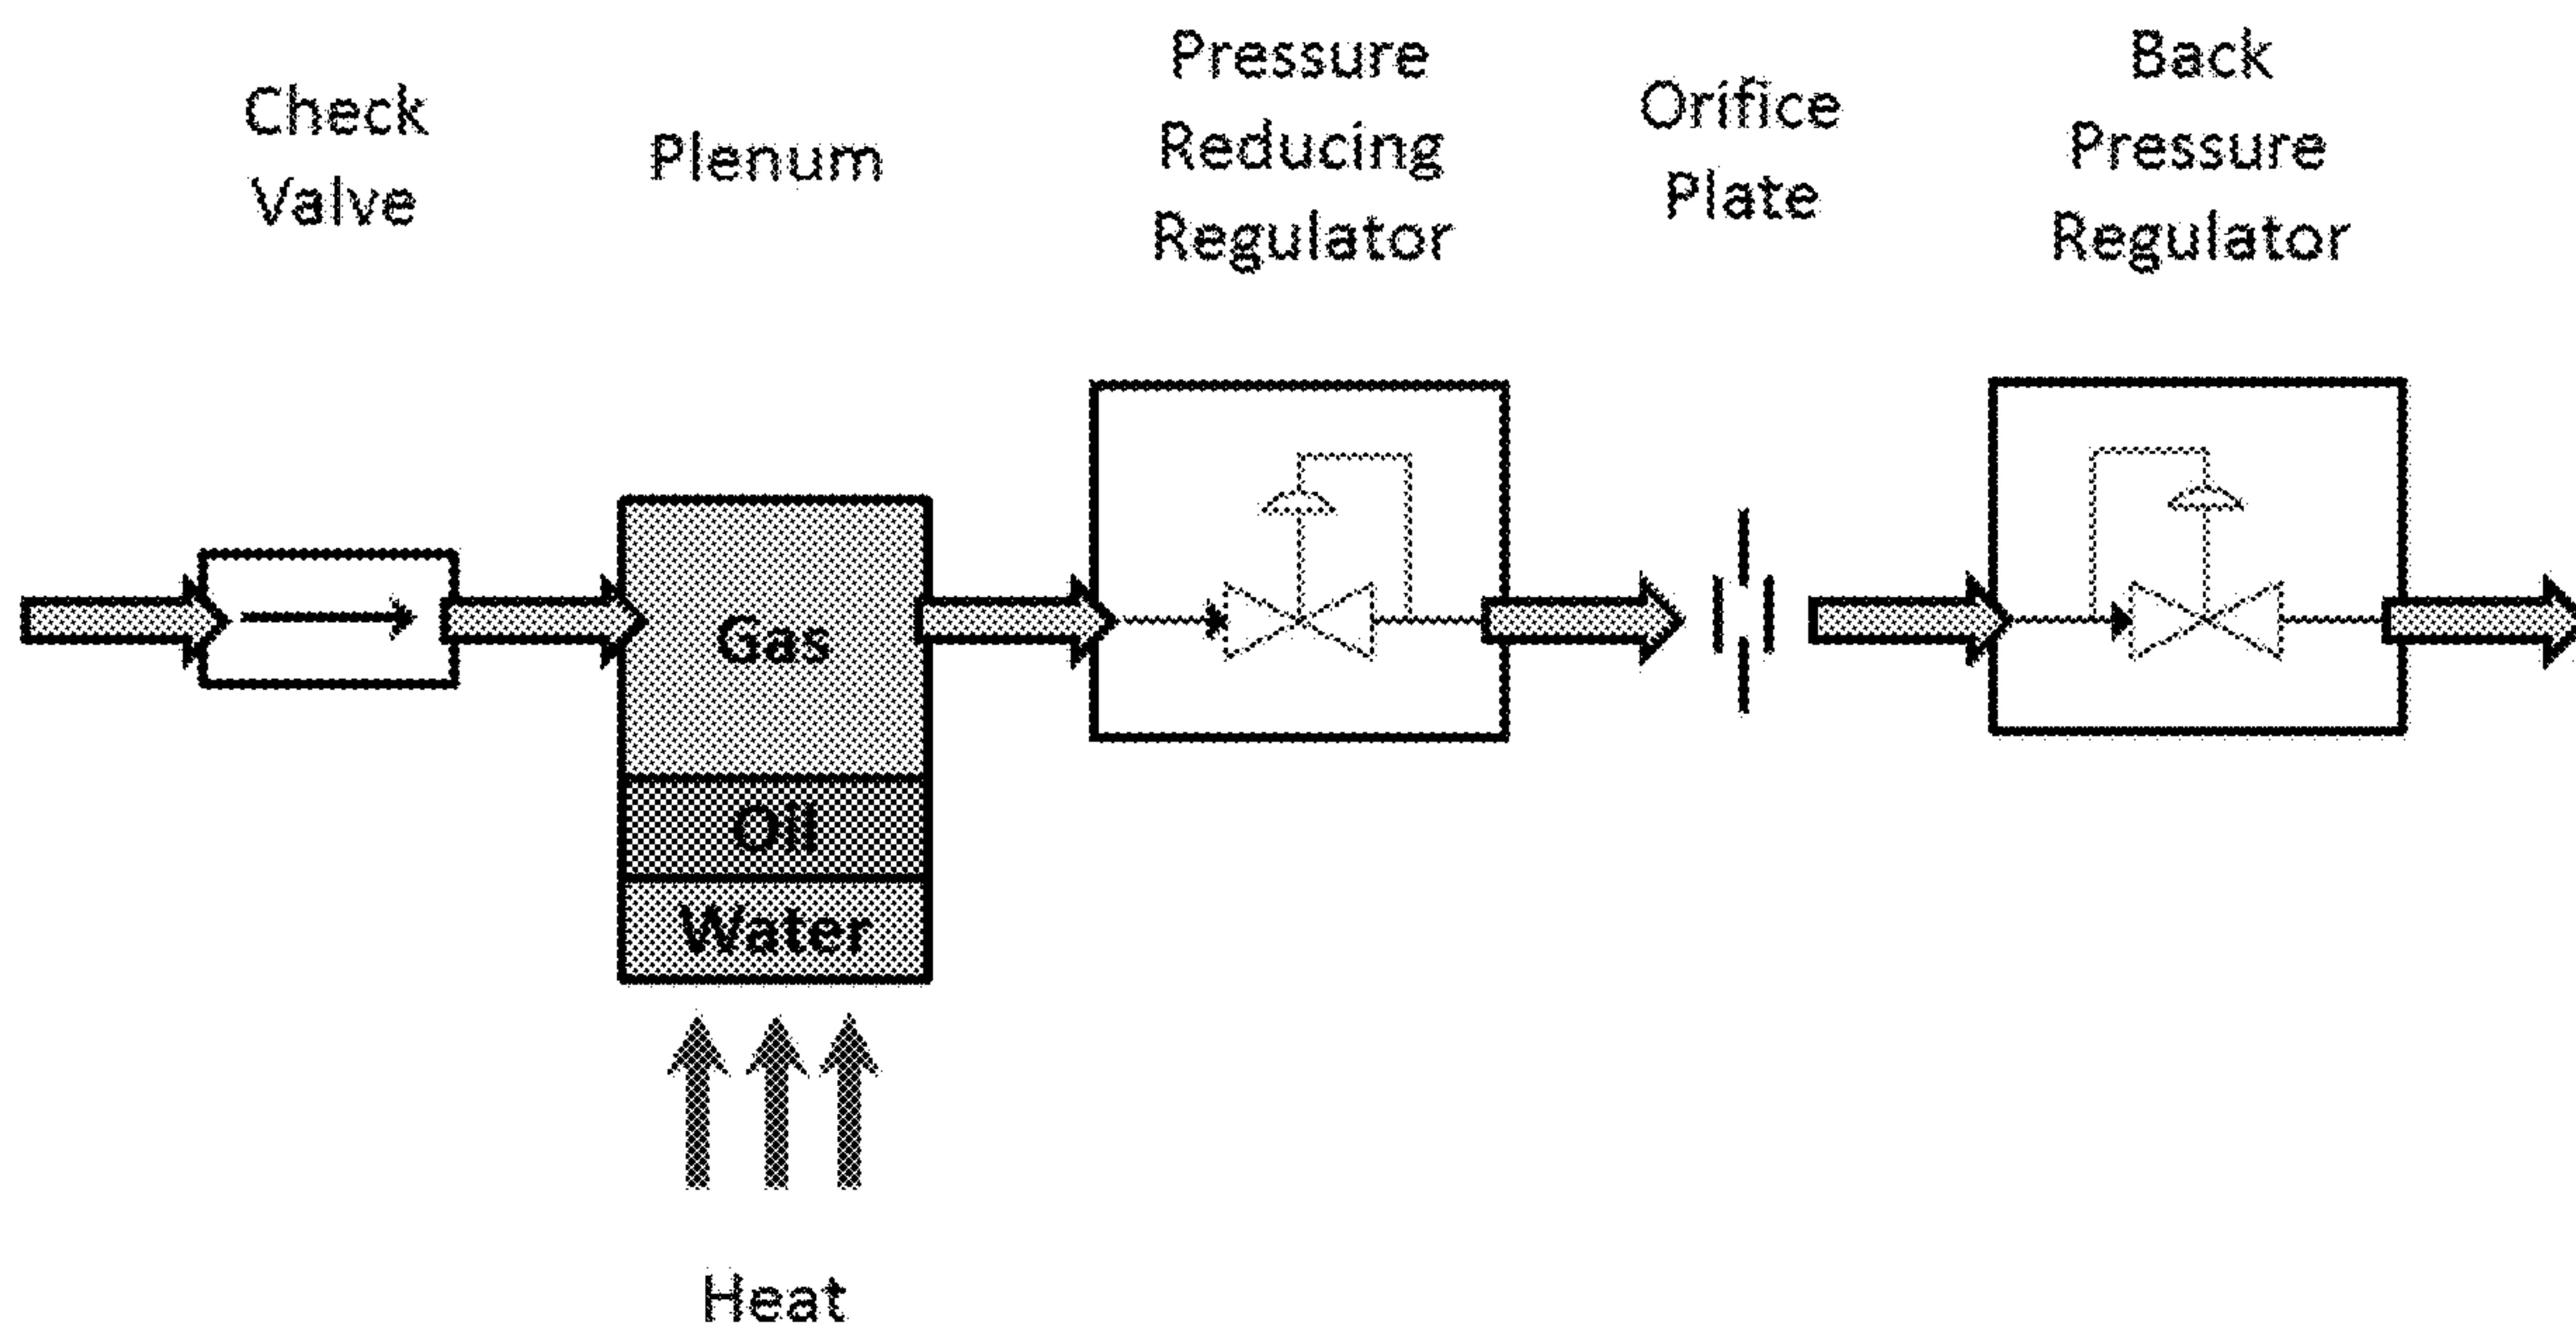 Check
Valve
Plenum
Pressure
Reducing
Regulator
Orifice
Plate
Back
Pressure
Regulator
Gas
Oil
Water
Heat